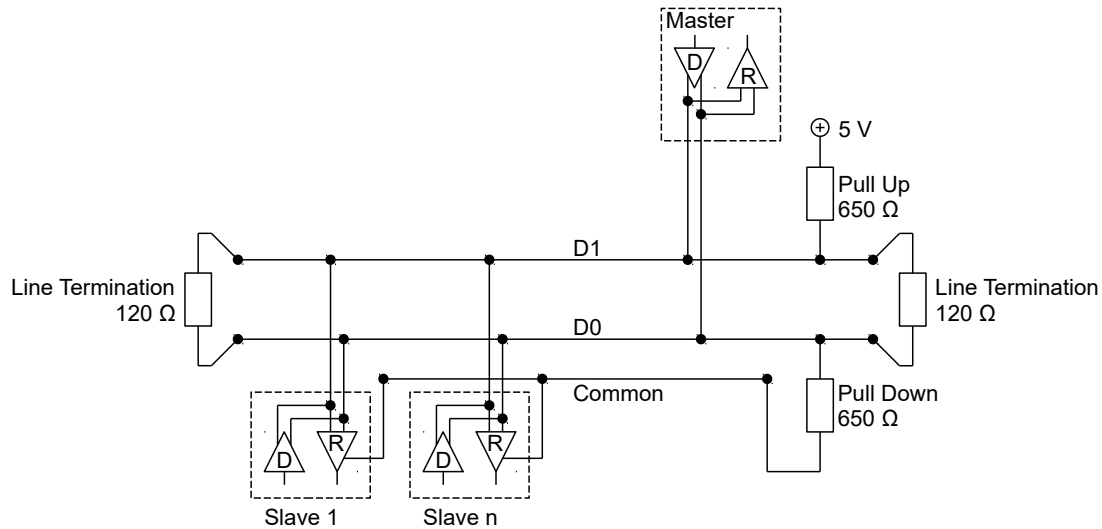 Master
D
R
5 V
Pull Up
650 Ω
D1
Line Termination
120 Ω
Line Termination
120 Ω
D0
Common
Pull Down
650 Ω
D
R
D
R
Slave 1
Slave n